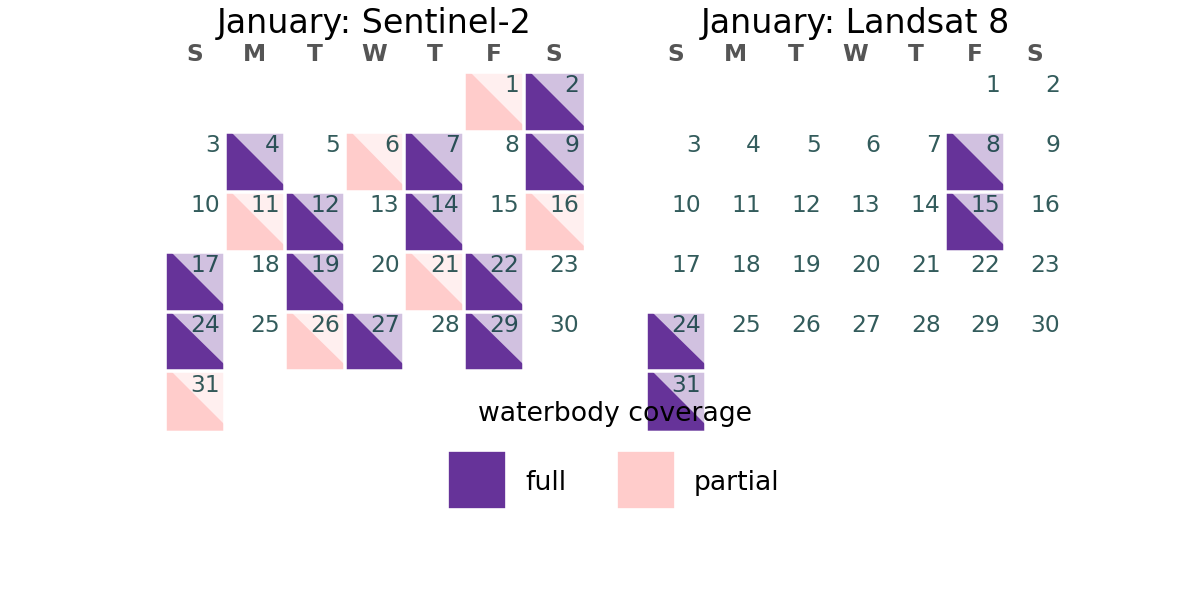 January: Sentinel-2
S M T W T F S
1 2
3 4 5 6 7 8 9
10 11 12 13 14 15 16
17 18 19 20 21 22 23
24 25 26 27 28 29 30
31
January: Landsat 8
S M T W T F S
1 2
3 4 5 6 7 8 9
10 11 12 13 14 15 16
17 18 19 20 21 22 23
24 25 26 27 28 29 30
31
waterbody coverage
full partial